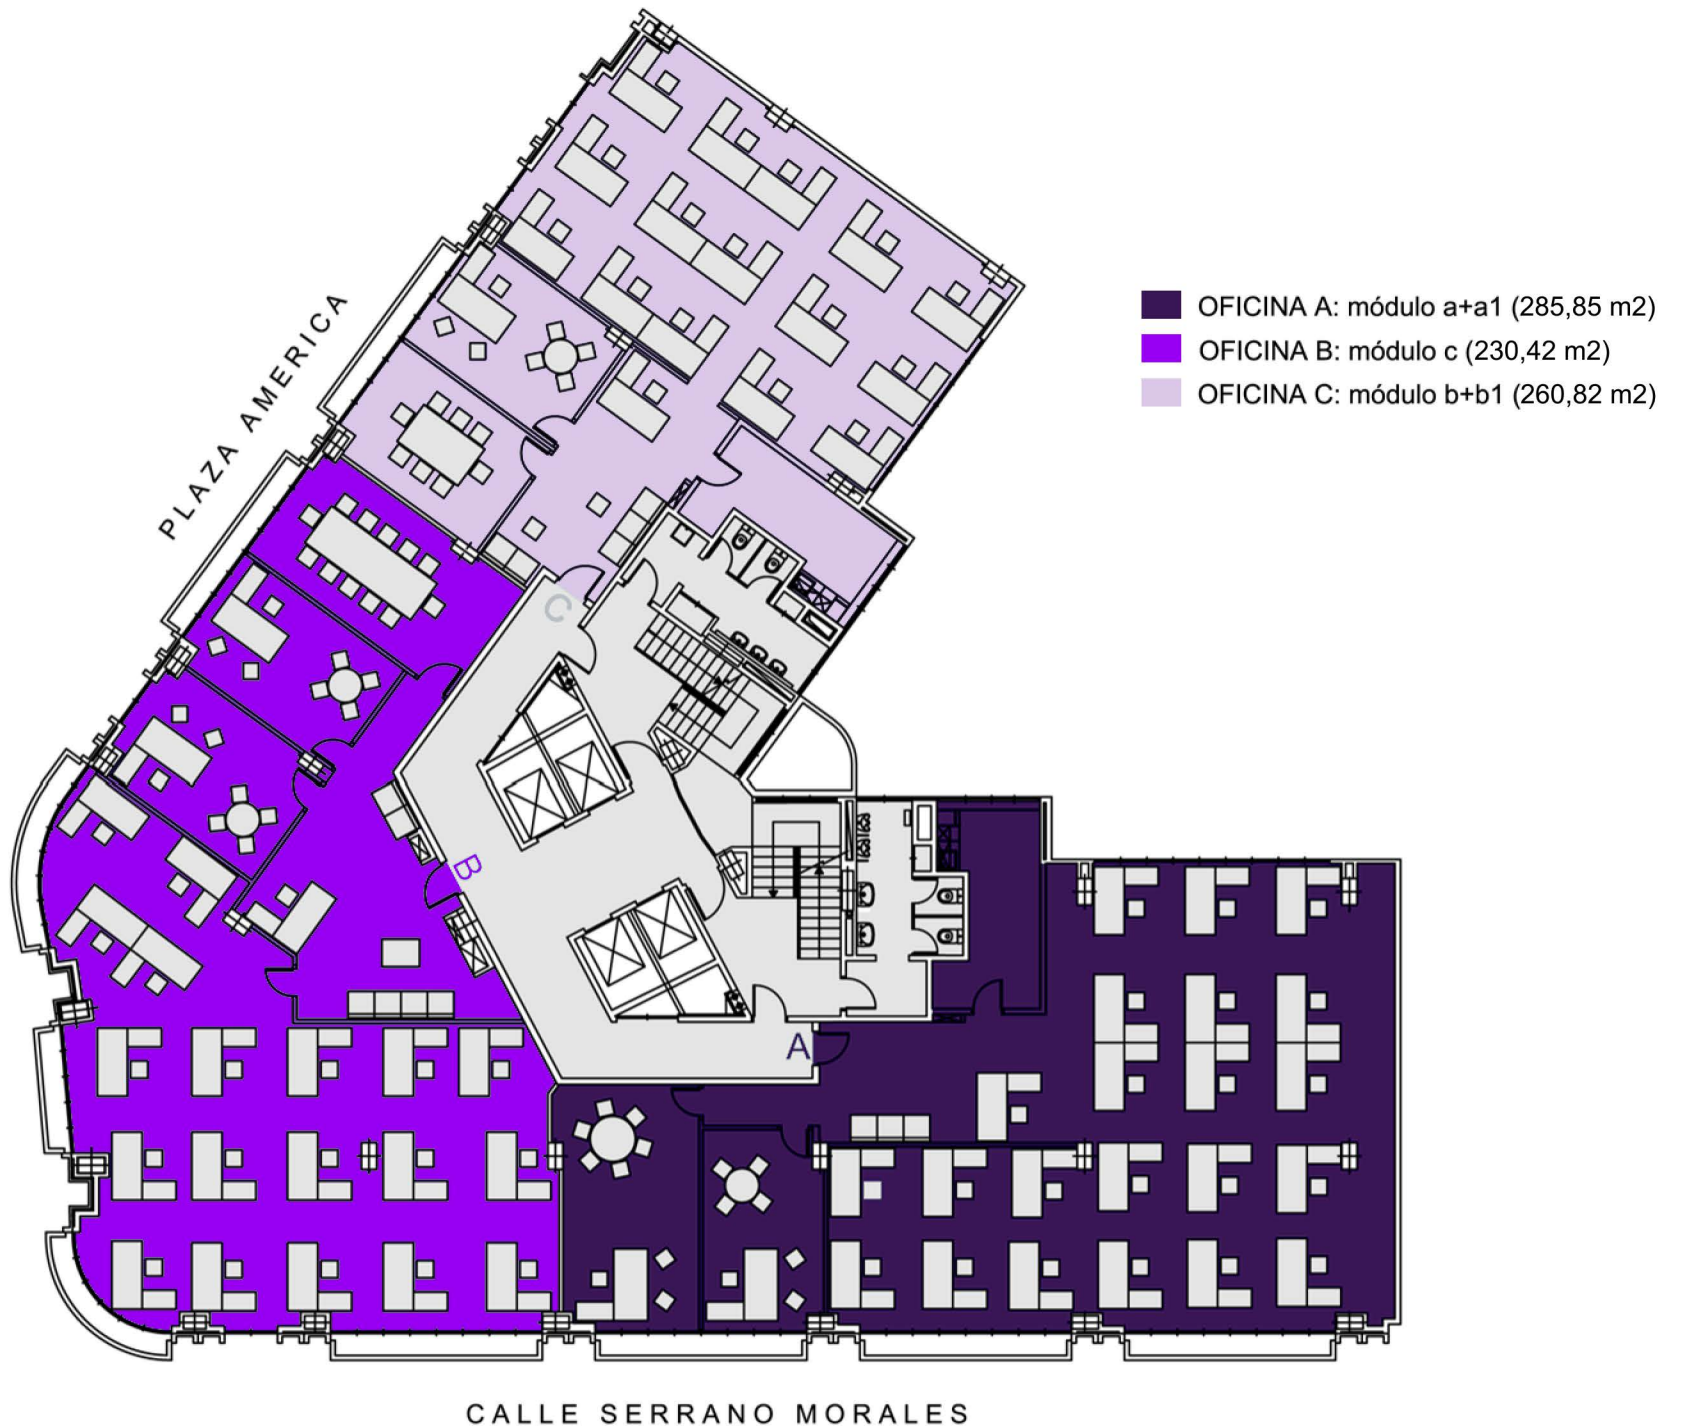 PLAZA AMERICA
OFICINA A: módulo a+a1 (285,85 m2)
OFICINA B: módulo c (230,42 m2)
OFICINA C: módulo b+b1 (260,82 m2)
C
B
A
CALLE SERRANO MORALES